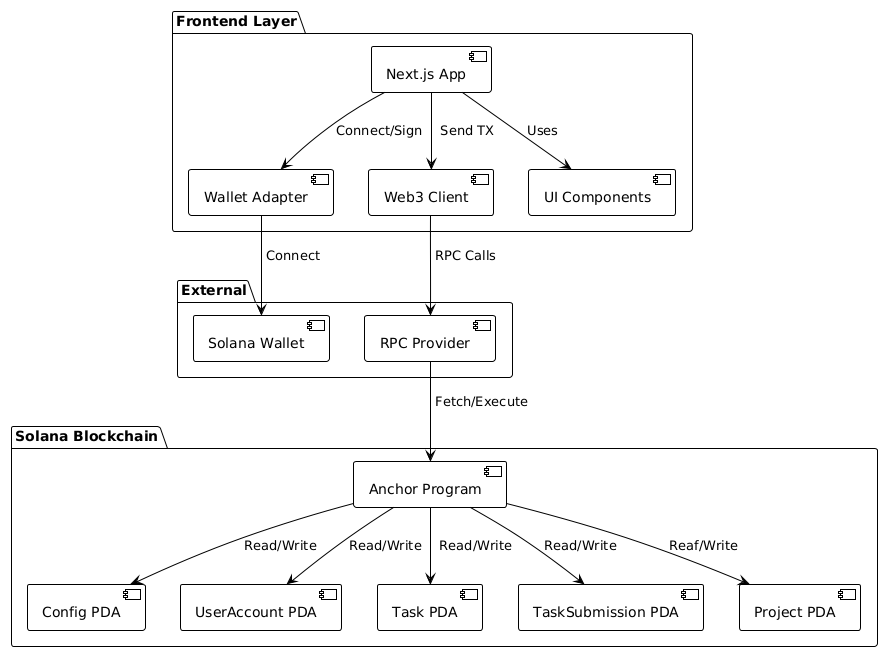 Frontend Layer
Next.js App
Connect/Sign
Send TX
Uses
Wallet Adapter
Web3 Client
UI Components
Connect
RPC Calls
External
Solana Wallet
RPC Provider
Fetch/Execute
Solana Blockchain
Anchor Program
Read/Write
Read/Write
Read/Write
Read/Write
Reaf/Write
Config PDA
UserAccount PDA
Task PDA
TaskSubmission PDA
Project PDA